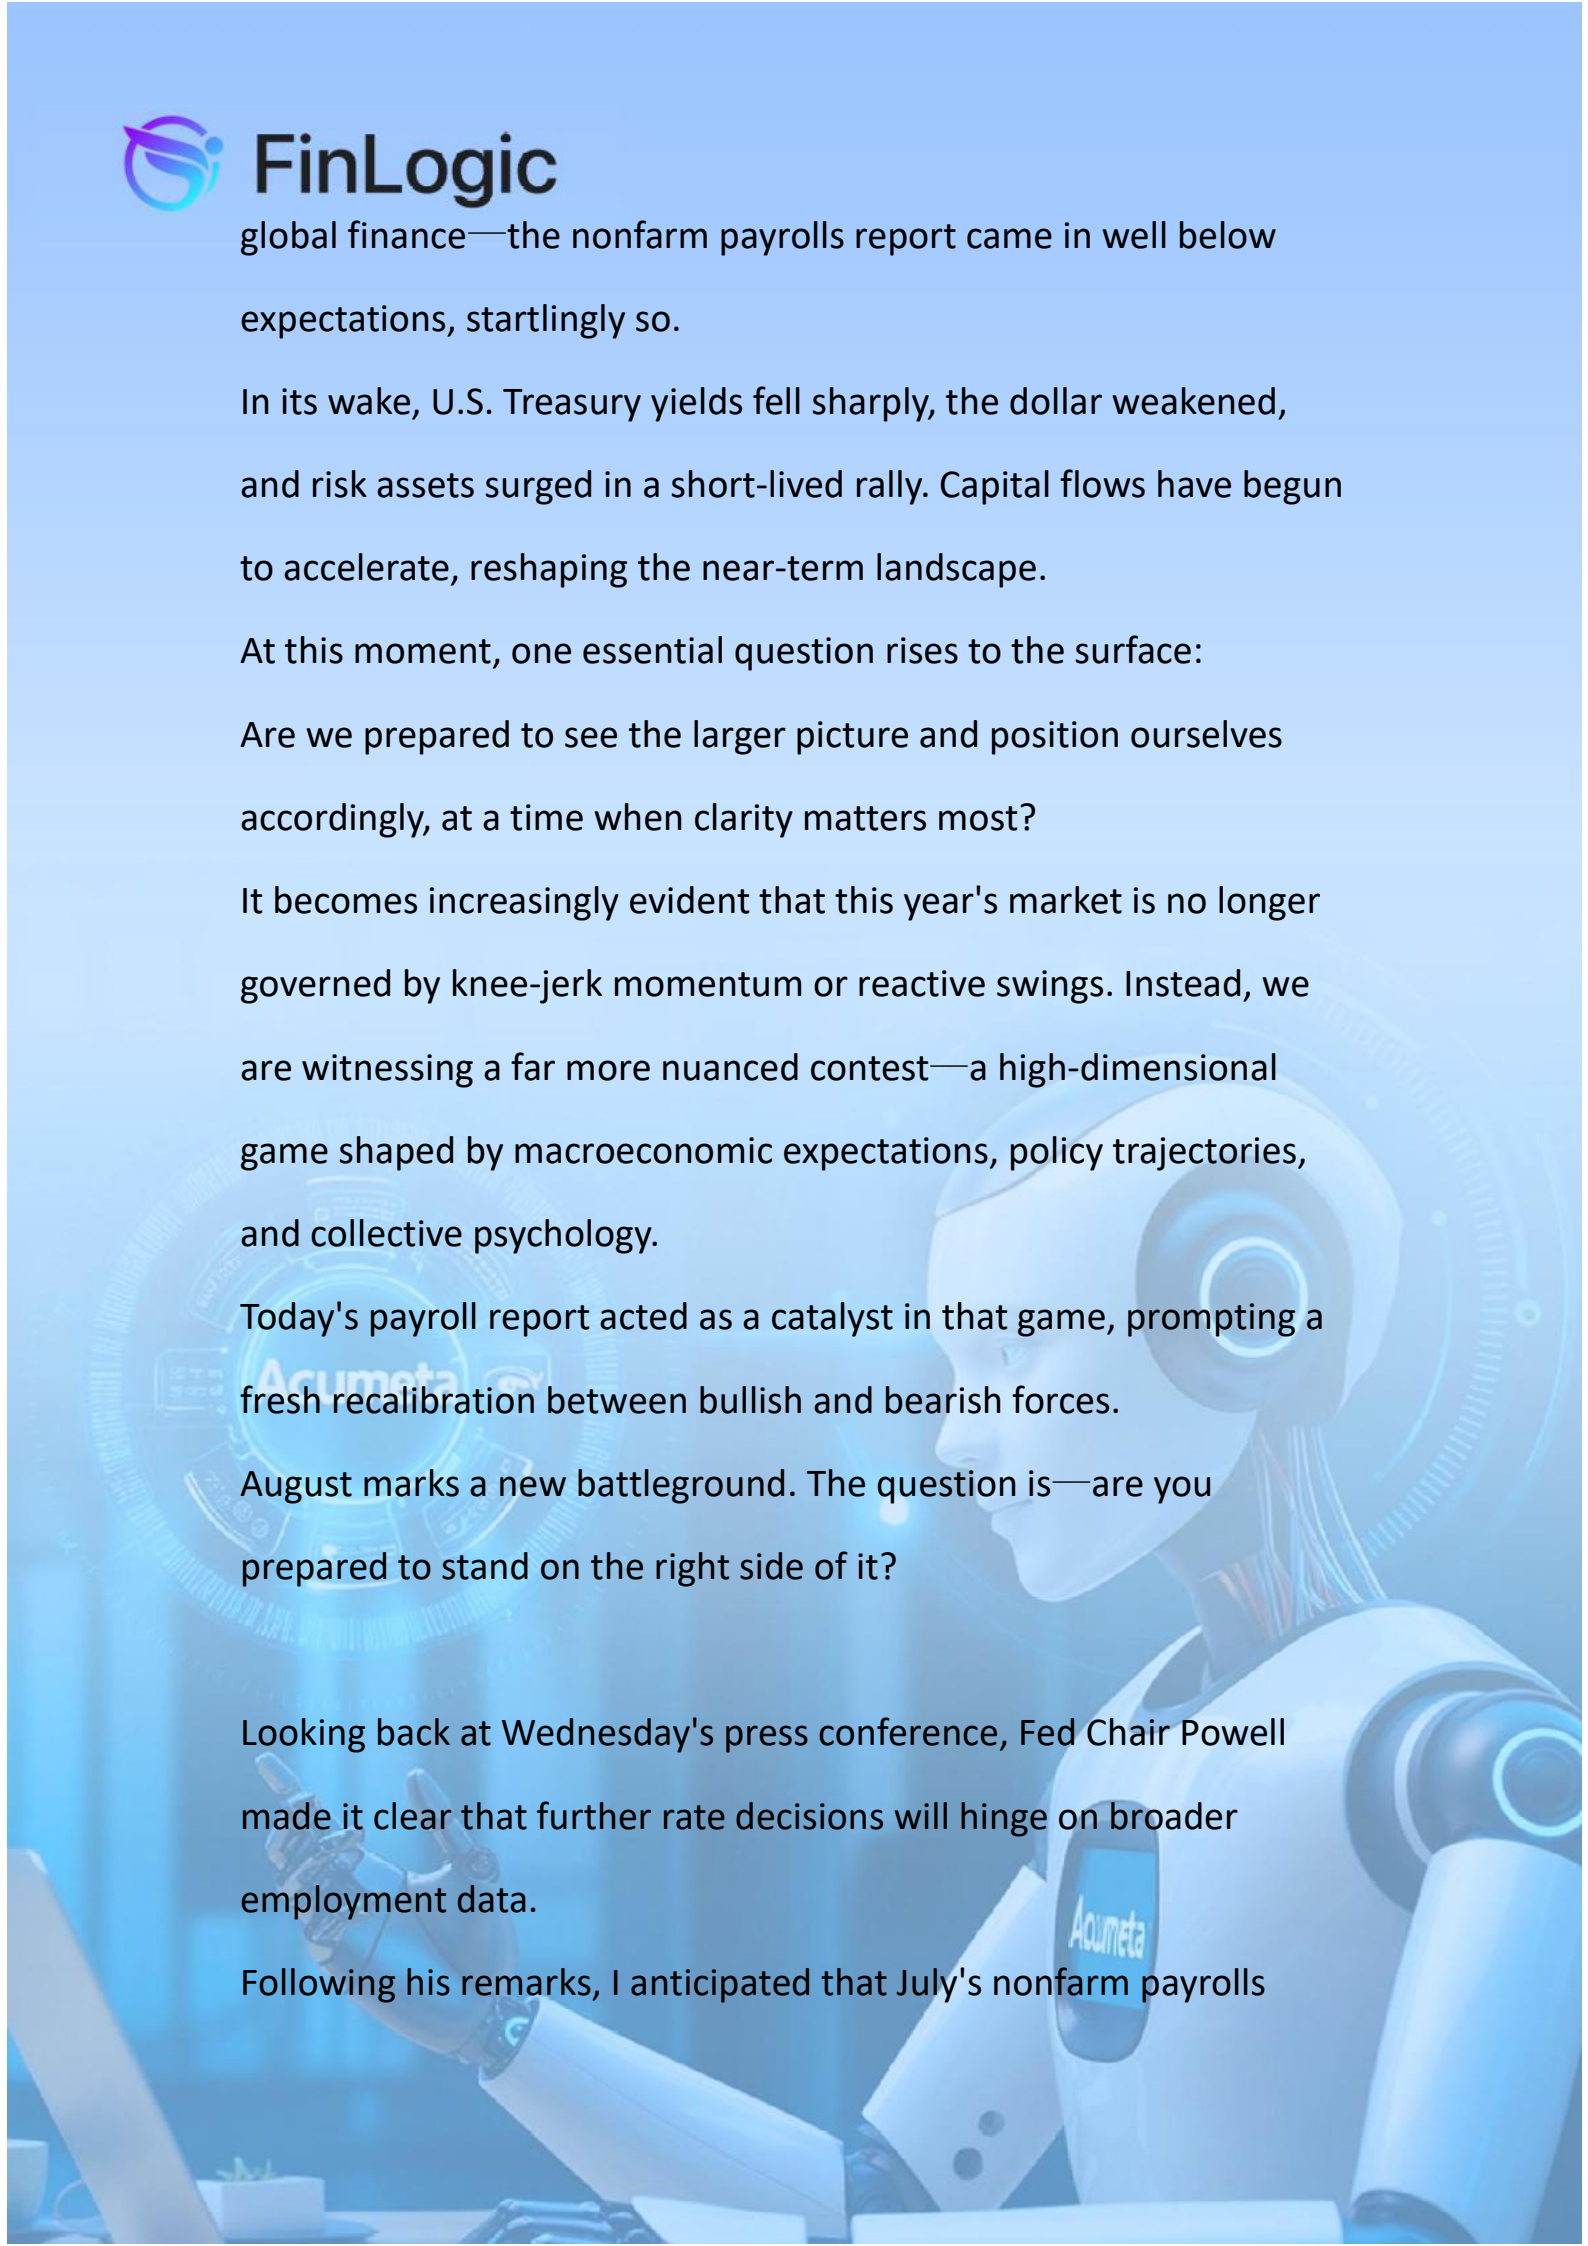 FinLogic
global finance—the nonfarm payrolls report came in well below
expectations, startlingly so.
In its wake, U.S. Treasury yields fell sharply, the dollar weakened,
and risk assets surged in a short-lived rally. Capital flows have begun
to accelerate, reshaping the near-term landscape.
At this moment, one essential question rises to the surface:
Are we prepared to see the larger picture and position ourselves
accordingly, at a time when clarity matters most?
It becomes increasingly evident that this year's market is no longer
governed by knee-jerk momentum or reactive swings. Instead, we
are witnessing a far more nuanced contest—a high-dimensional
game shaped by macroeconomic expectations, policy trajectories,
and collective psychology.
Today's payroll report acted as a catalyst in that game, prompting a
Acumeta
fresh recalibration between bullish and bearish forces.
August marks a new battleground. The question is—are you
prepared to stand on the right side of it?
Looking back at Wednesday's press conference, Fed Chair Powell
made it clear that further rate decisions will hinge on broader
employment data.
Acumeta
Following his remarks, I anticipated that July's nonfarm payrolls